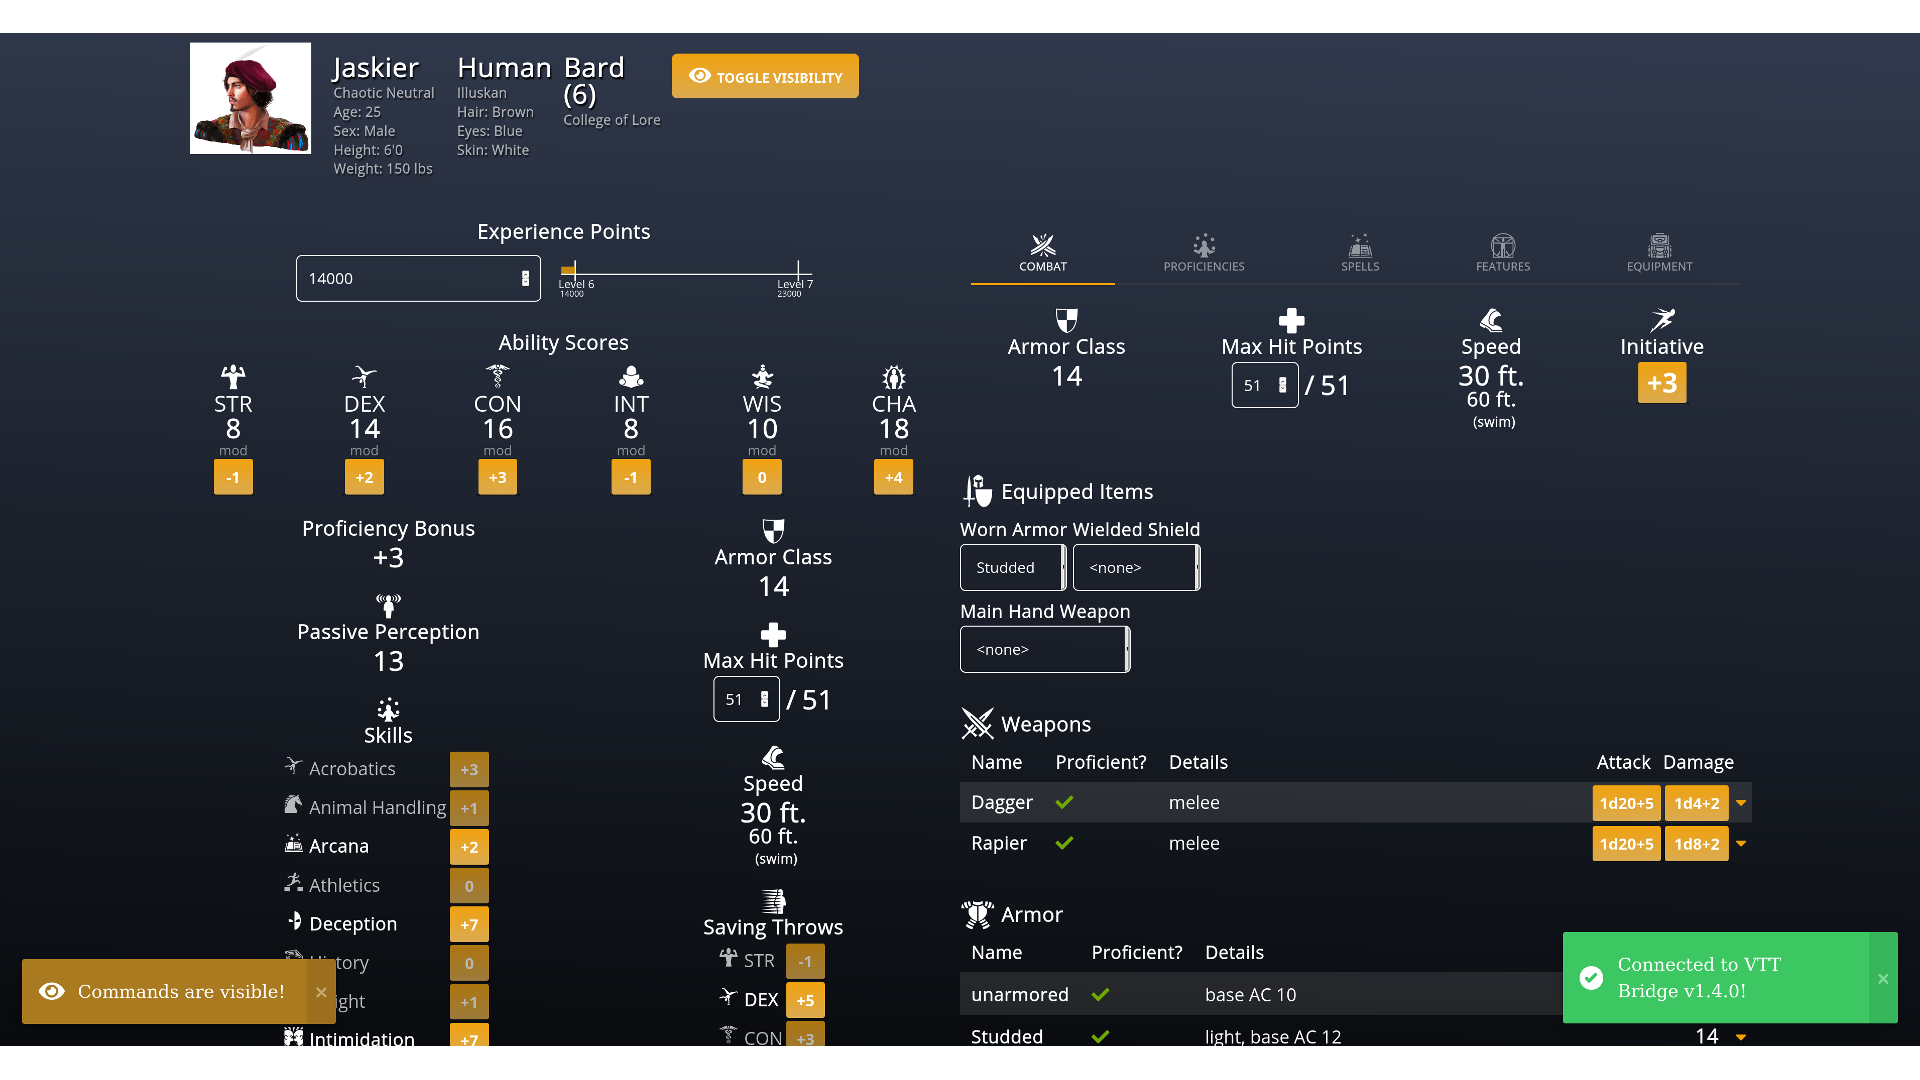 Jaskier
Chaotic Neutral
Age: 25
Sex: Male
Height: 6'0
Weight: 150 lbs
Human
Illuskan
Hair: Brown
Eyes: Blue
Skin: White
Bard
(6)
College of Lore
TOGGLE VISIBILITY
Experience Points
14000
Level 6
14000
Level 7
23000
Ability Scores
STR
8
mod
-1
DEX
14
mod
+2
CON
16
mod
+3
INT
8
mod
-1
WIS
10
mod
0
CHA
18
mod
+4
Proficiency Bonus
+3
Passive Perception
13
Skills
Acrobatics +3
Animal Handling +1
Arcana +2
Athletics 0
Deception +7
tory 0
ight +1
Intimidation +7
Armor Class
14
Max Hit Points
51 / 51
Speed
30 ft.
60 ft.
(swim)
Saving Throws
STR -1
DEX +5
CON +3
COMBAT
PROFICIENCIES
SPELLS
FEATURES
EQUIPMENT
Armor Class
14
Max Hit Points
51 / 51
Speed
30 ft.
60 ft.
(swim)
Initiative
+3
Equipped Items
Worn Armor Wielded Shield
Studded <none>
Main Hand Weapon
<none>
Weapons
Name Proficient? Details Attack Damage
Dagger melee 1d20+5 1d4+2
Rapier melee 1d20+5 1d8+2
Armor
Name Proficient? Details
unarmored base AC 10
Studded light, base AC 12 14
Commands are visible! ×
Connected to VTT
Bridge v1.4.0! ×